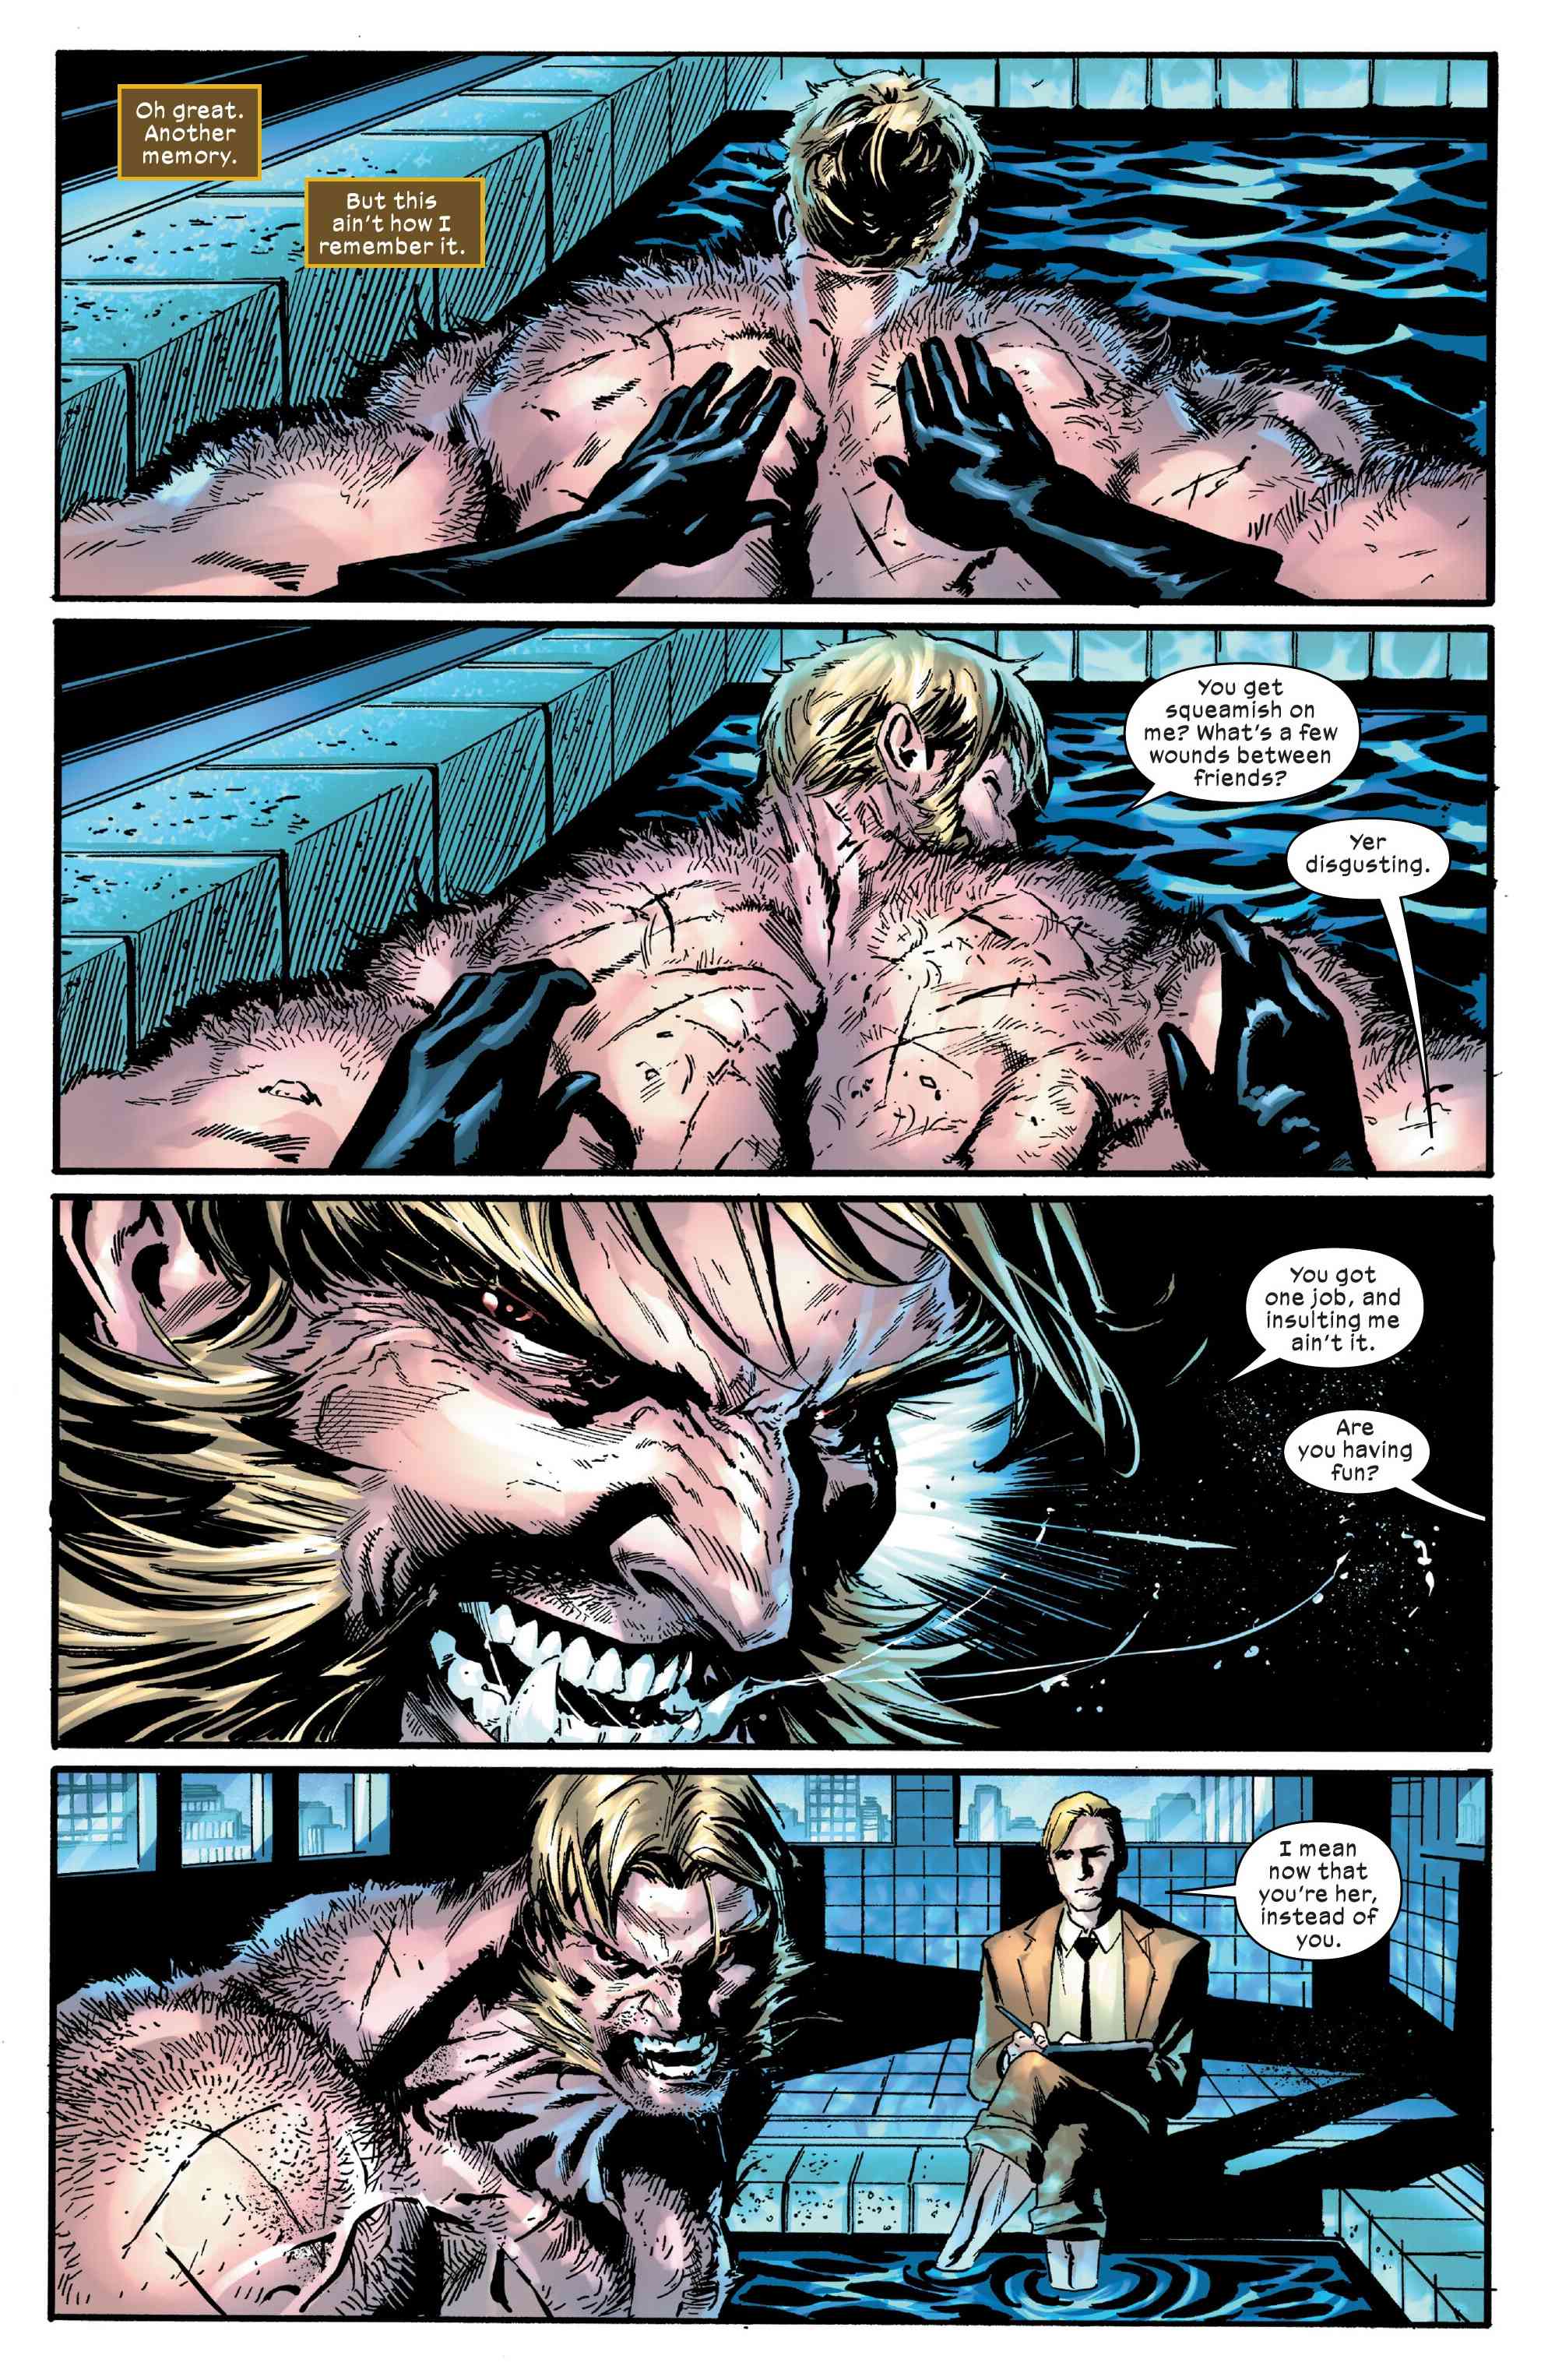 Oh great.
Another
memory.
But this
ain't how I
remember it.
You get
squeamish on
me? What's a few
wounds between
friends?
Yer
disgusting.
You got
one job, and
insulting me
ain't it.
Are
you having
fun?
I mean
now that
you're her,
instead of
you.